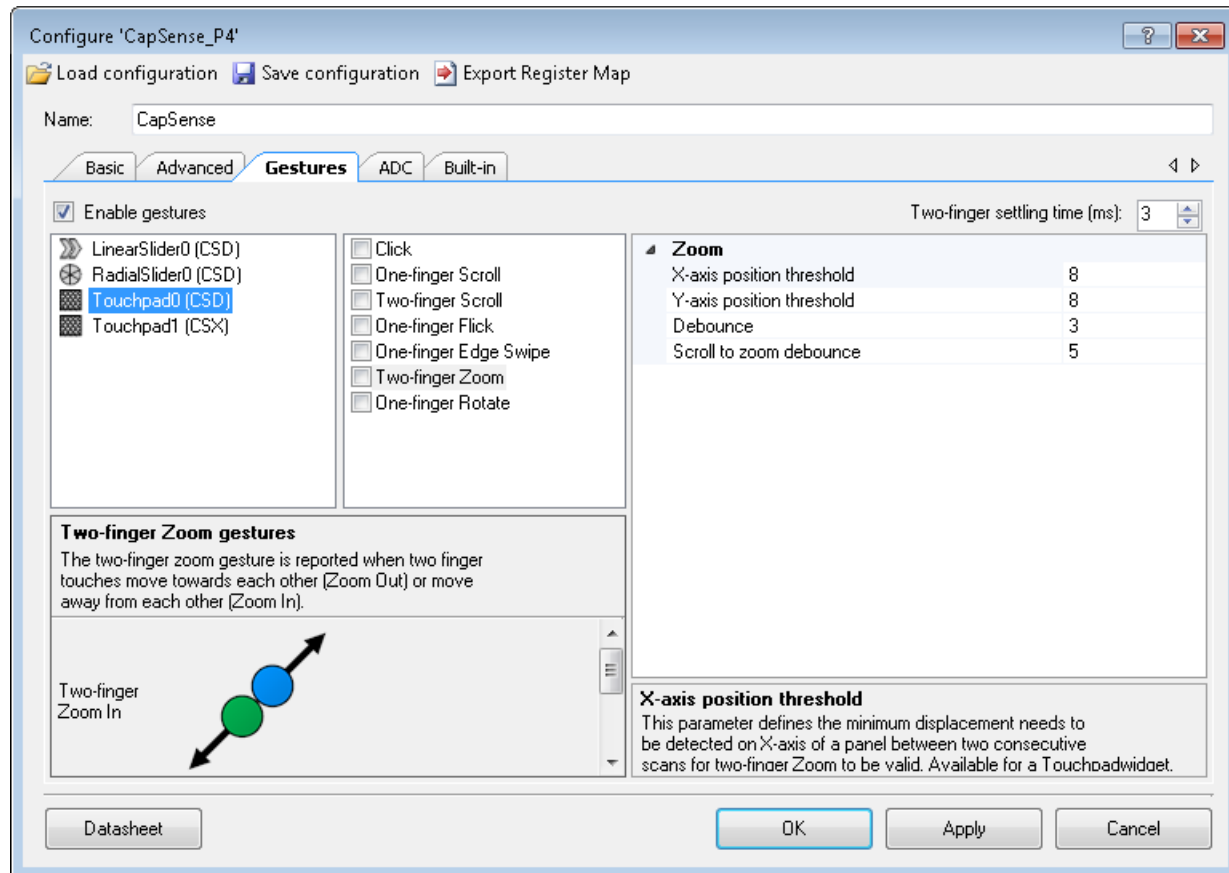 Configure 'CapSense_P4'
Load configuration Save configuration Export Register Map
Name: CapSense
Basic Advanced Gestures ADC Built-in
Enable gestures Two-finger settling time (ms): 3
LinearSlider0 (CSD)
RadialSlider0 (CSD)
Touchpad0 (CSD)
Touchpad1 (CSX)
Click
One-finger Scroll
Two-finger Scroll
One-finger Flick
One-finger Edge Swipe
Two-finger Zoom
One-finger Rotate
Zoom
X-axis position threshold 8
Y-axis position threshold 8
Debounce 3
Scroll to zoom debounce 5
Two-finger Zoom gestures
The two-finger zoom gesture is reported when two finger
touches move towards each other (Zoom Out) or move
away from each other (Zoom In).
Two-finger
Zoom In
X-axis position threshold
This parameter defines the minimum displacement needs to
be detected on X-axis of a panel between two consecutive
scans for two-finger Zoom to be valid. Available for a Touchpadwidget.
Datasheet OK Apply Cancel